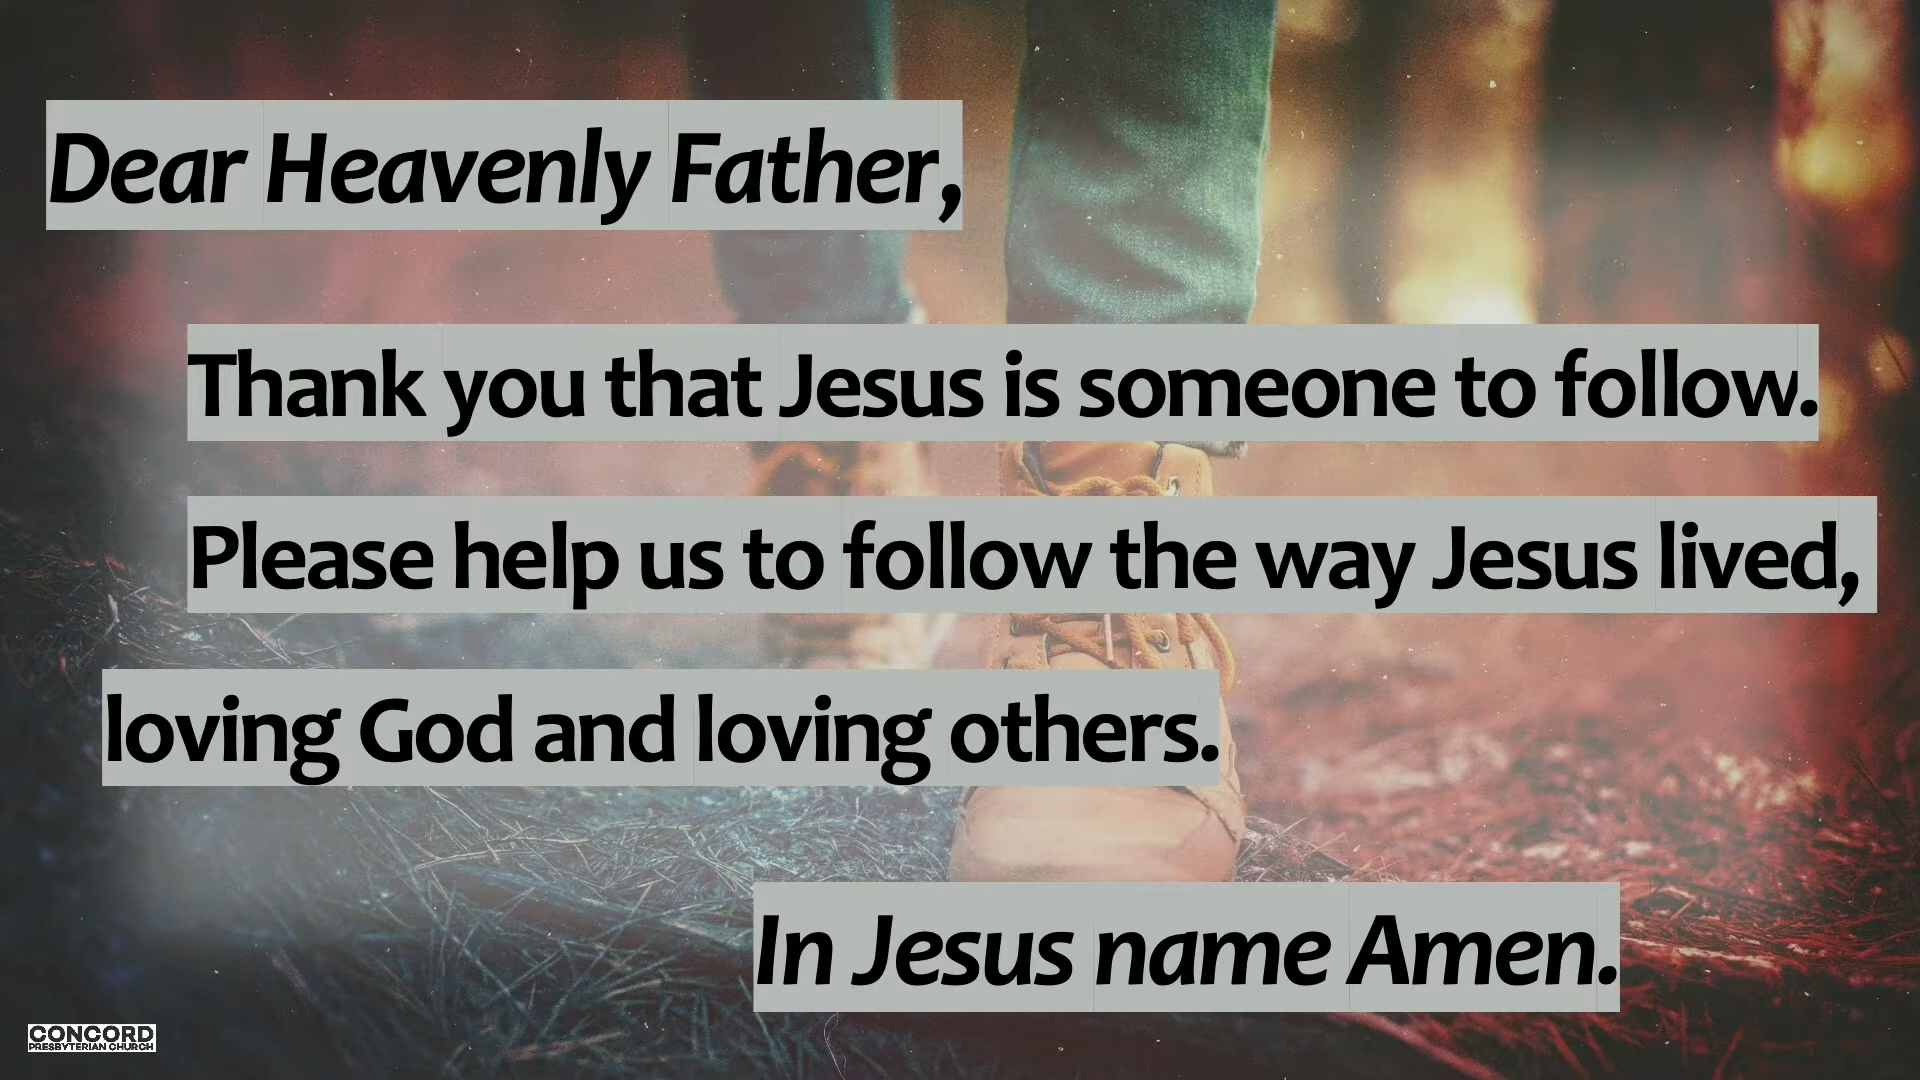 Dear Heavenly Father,
Thank you that Jesus is someone to follow.
Please help us to follow the way Jesus lived,
loving God and loving others.
In Jesus name Amen.
CONCORD
PRESBYTERIAN CHURCH